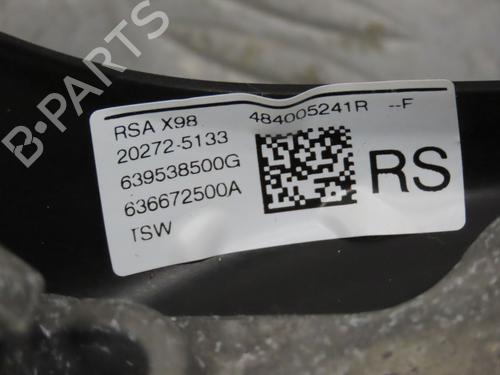 RSA X98 484005241R --F
20272-5133
639538500G
636672500A
TSW
RS
B-PARTS